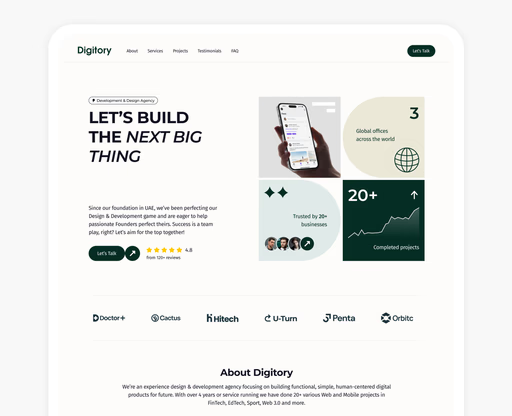 Digitory
About
Services
Projects
Testimonials
FAQ
Let's Talk
Development & Design Agency
LET'S BUILD
THE NEXT BIG
THING
3
Global offices
across the world
Since our foundation in UAE, we've been perfecting our
Design & Development game and are eager to help
passionate Founders perfect theirs. Success is a team
play, right? Let's aim for the top together!
Let's Talk
4.8
from 120+ reviews
Trusted by 20+
businesses
20+
Completed projects
Doctor+
Cactus
Hitech
U-Turn
Penta
Orbitc
About Digitory
We're an experience design & development agency focusing on building functional, simple, human-centered digital
products for future. With over 4 years or service running we have done 20+ various Web and Mobile projects in
FinTech, EdTech, Sport, Web 3.0 and more.